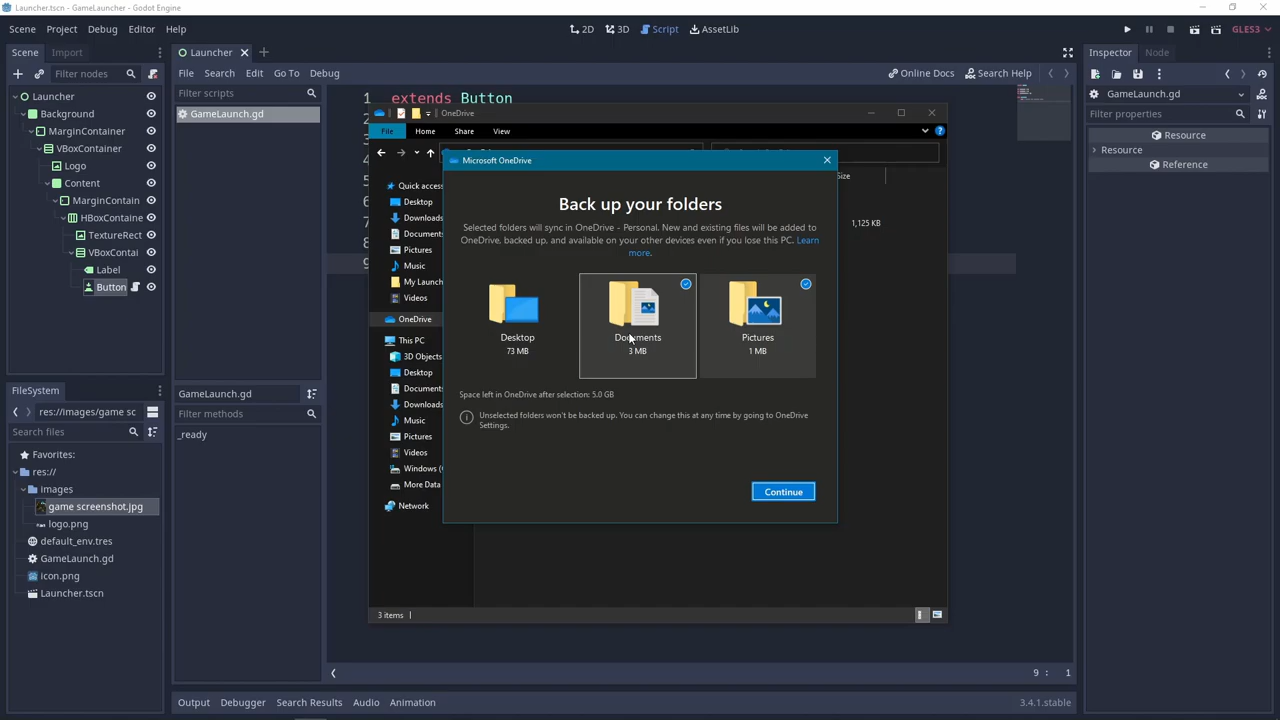 Launcher.tscn - GameLauncher - Godot Engine
Scene Project Debug Editor Help
2D 3D Script AssetLib
GLES3
Scene Import
Filter nodes
Launcher
Background
MarginContainer
VBoxContainer
Logo
Content
MarginContain
HBoxContaine
TextureRect
VBoxContai
Label
Button
FileSystem
res://images/game sc
Search files
Favorites:
res://
images
game screenshot.jpg
logo.png
default_env.tres
GameLaunch.gd
icon.png
Launcher.tscn
Launcher
File Search Edit Go To Debug
Online Docs Search Help
Filter scripts
GameLaunch.gd
GameLaunch.gd
Filter methods
_ready
1 extends Button
9
OneDrive
File Home Share View
Size
1,125 KB
Quick access
Desktop
Downloads
Documents
Pictures
Music
My Launch
Videos
OneDrive
This PC
3D Objects
Desktop
Documents
Downloads
Music
Pictures
Videos
Windows (
More Data
Network
3 items
Microsoft OneDrive
Back up your folders
Selected folders will sync in OneDrive - Personal. New and existing files will be added to
OneDrive, backed up, and available on your other devices even if you lose this PC. Learn
more.
Desktop
73 MB
Documents
3 MB
Pictures
1 MB
Space left in OneDrive after selection: 5.0 GB
Unselected folders won't be backed up. You can change this at any time by going to OneDrive
Settings.
Continue
9 : 1
Output Debugger Search Results Audio Animation
3.4.1.stable
Inspector Node
GameLaunch.gd
Filter properties
Resource
Resource
Reference